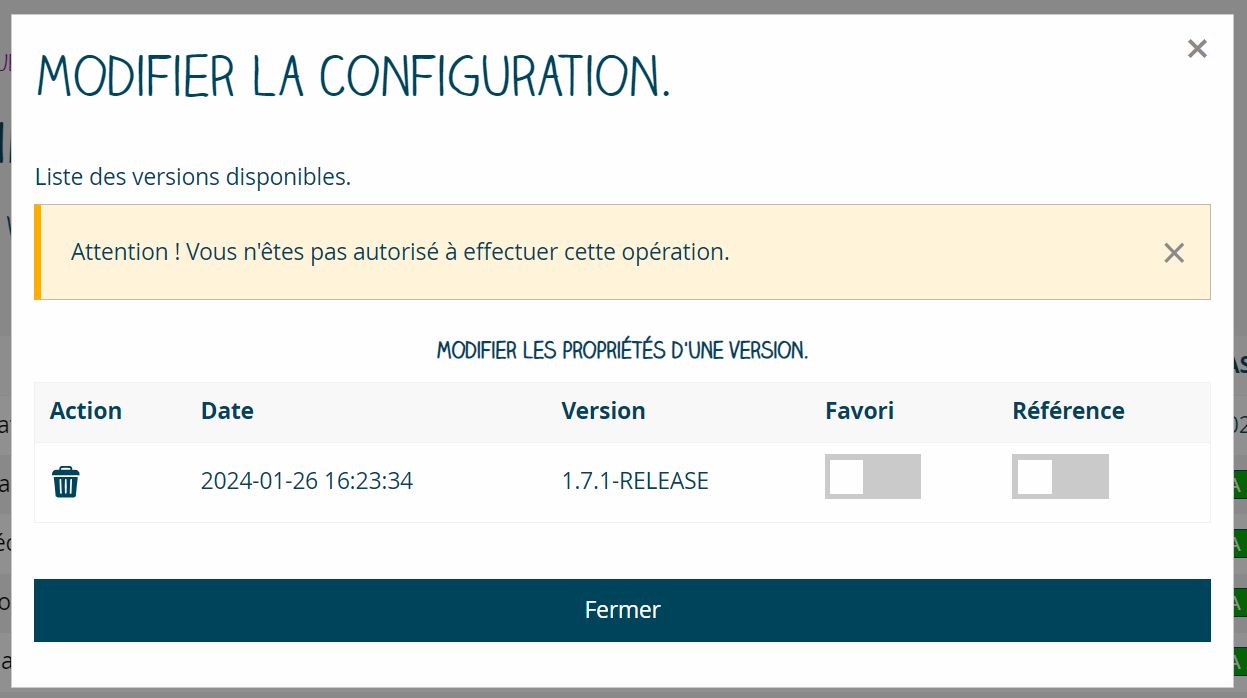 MODIFIER LA CONFIGURATION.
Liste des versions disponibles.
Attention ! Vous n'êtes pas autorisé à effectuer cette opération.
MODIFIER LES PROPRIÉTÉS D'UNE VERSION.
Action Date Version Favori Référence
2024-01-26 16:23:34 1.7.1-RELEASE
Fermer